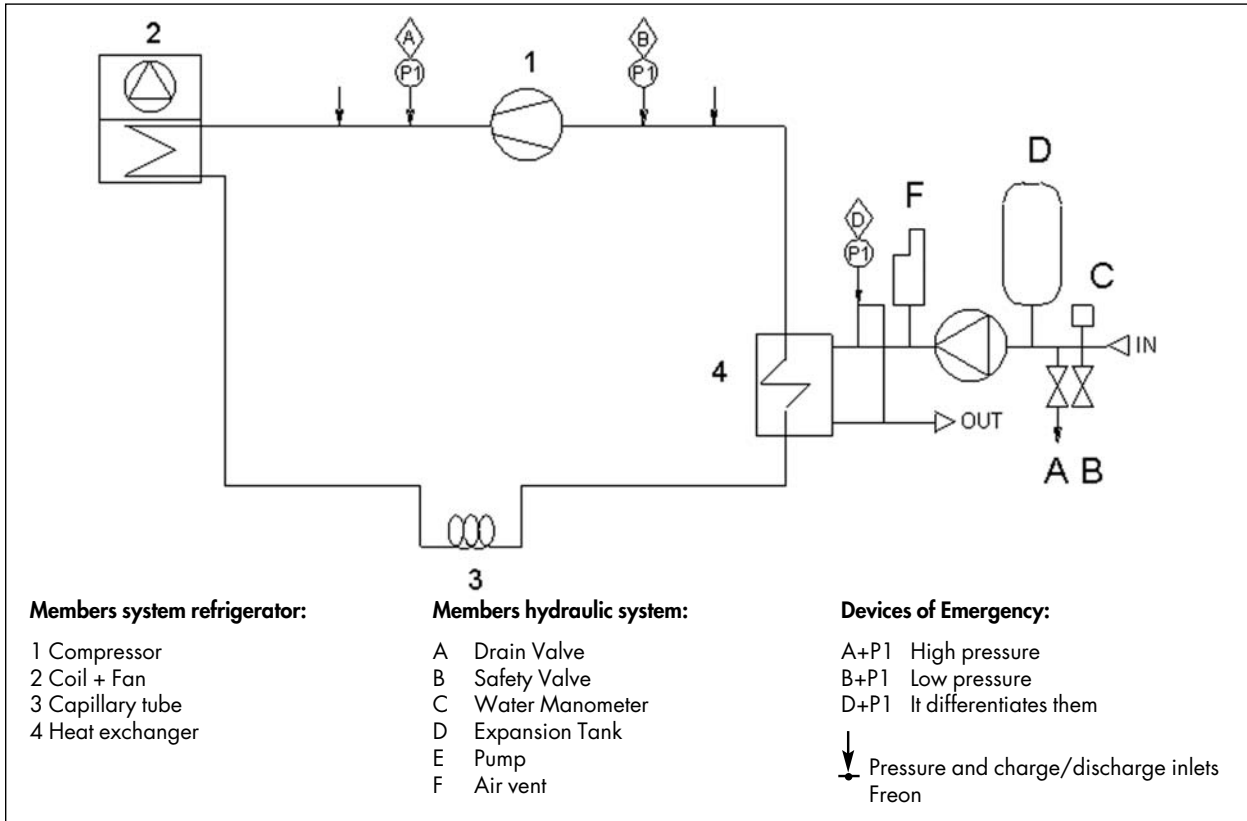 2
A
P1
1
B
P1
D
F
D
P1
C
IN
4
OUT
A B
3
Members system refrigerator:
1 Compressor
2 Coil + Fan
3 Capillary tube
4 Heat exchanger
Members hydraulic system:
A Drain Valve
B Safety Valve
C Water Manometer
D Expansion Tank
E Pump
F Air vent
Devices of Emergency:
A+P1 High pressure
B+P1 Low pressure
D+P1 It differentiates them
Pressure and charge/discharge inlets
Freon